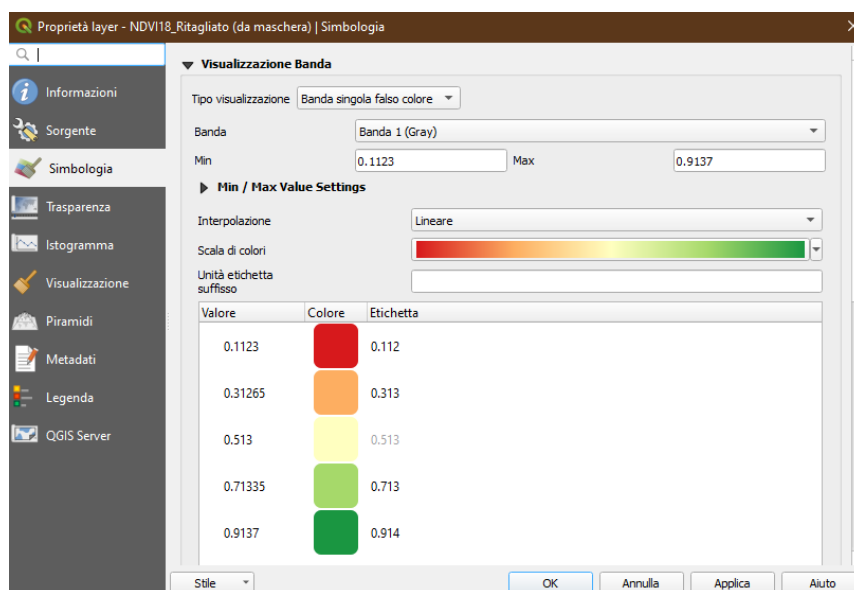 Proprietà layer - NDVI18_Ritagliato (da maschera) | Simbologia
Informazioni
Sorgente
Simbologia
Trasparenza
Istogramma
Visualizzazione
Piramidi
Metadati
Legenda
QGIS Server
Visualizzazione Banda
Tipo visualizzazione Banda singola falso colore
Banda Banda 1 (Gray)
Min 0.1123 Max 0.9137
Min / Max Value Settings
Interpolazione Lineare
Scala di colori
Unità etichetta
suffisso
Valore Colore Etichetta
0.1123 0.112
0.31265 0.313
0.513 0.513
0.71335 0.713
0.9137 0.914
Stile OK Annulla Applica Aiuto